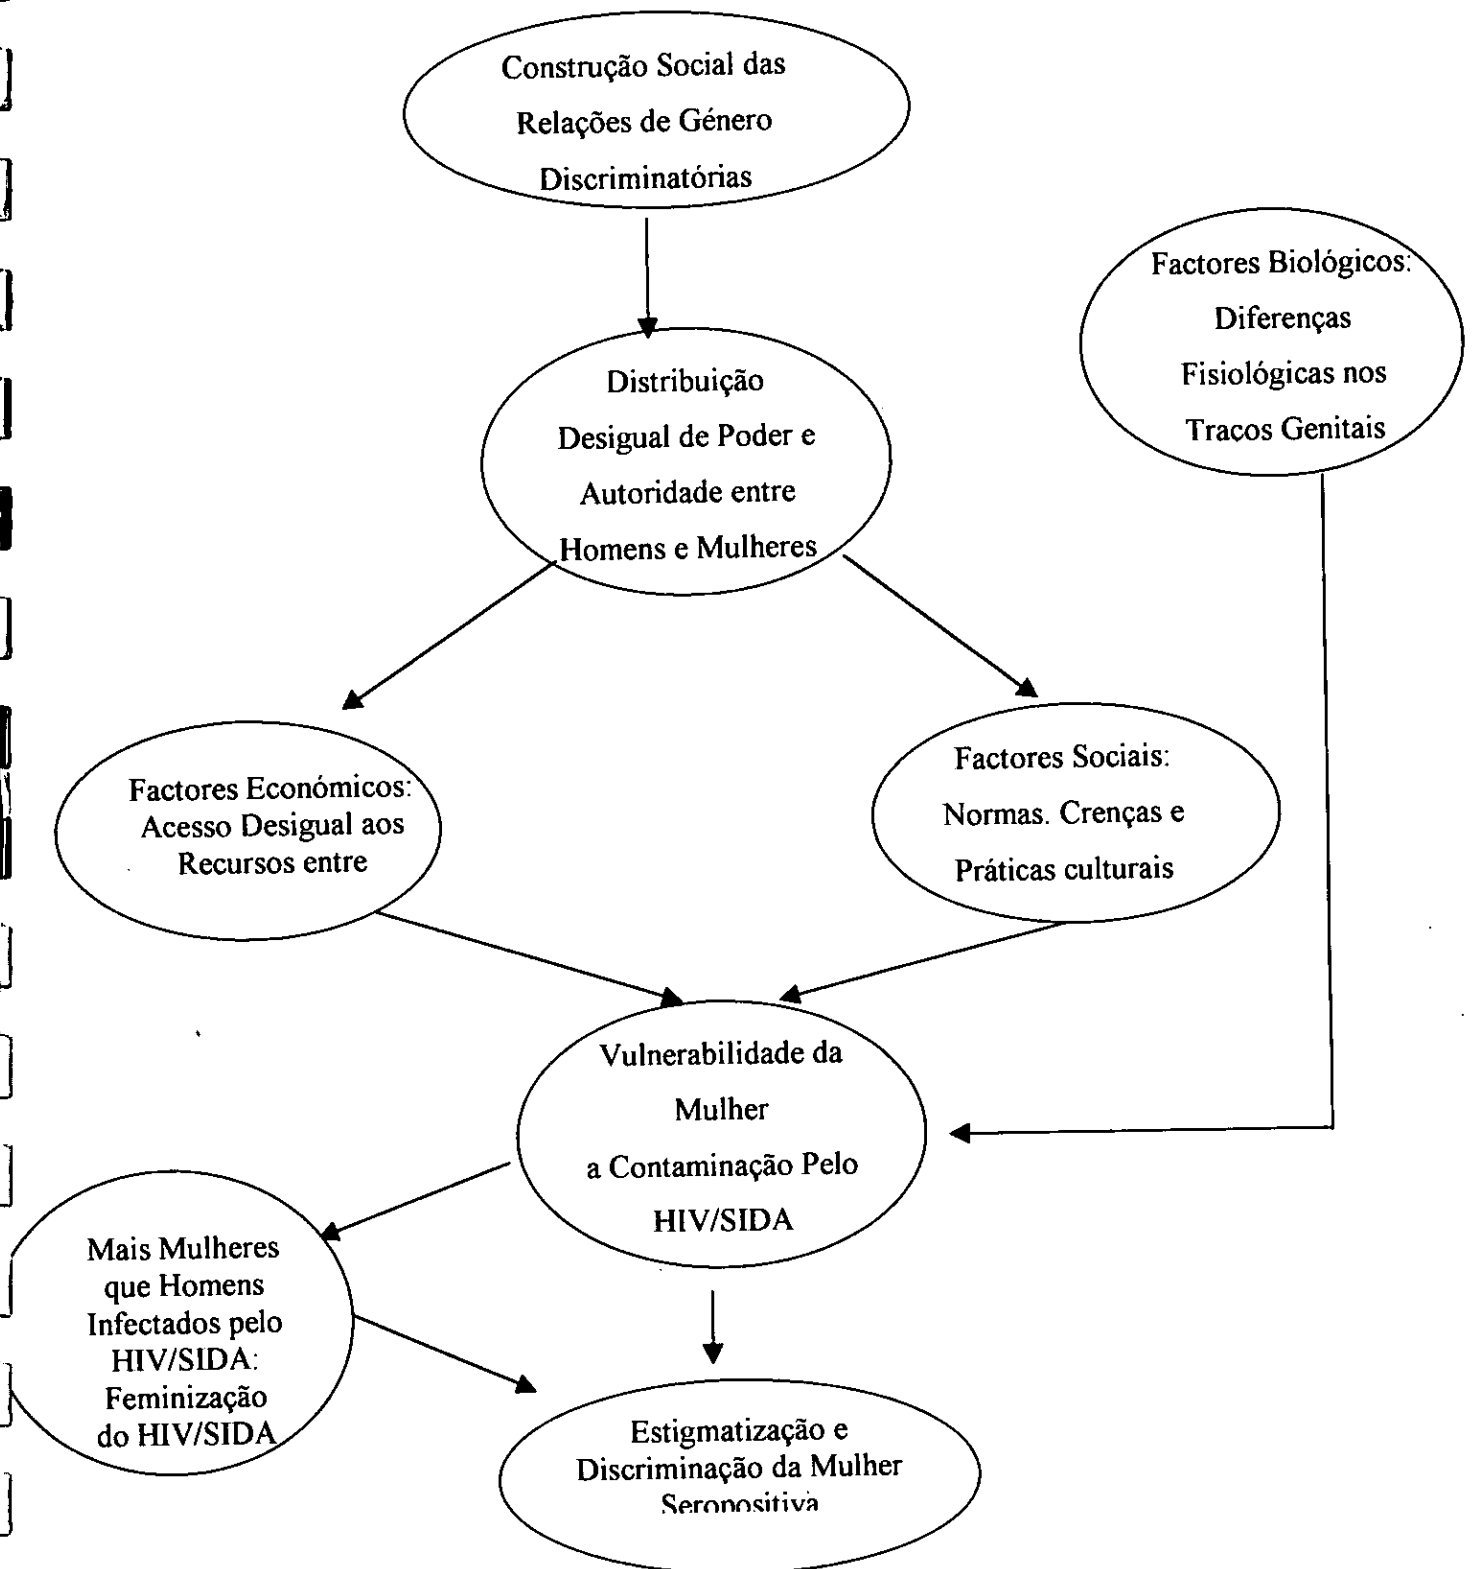 Construção Social das
Relações de Género
Discriminatórias
Factores Biológicos:
Diferenças
Fisiológicas nos
Tracos Genitais
Distribuição
Desigual de Poder e
Autoridade entre
Homens e Mulheres
Factores Económicos:
Acesso Desigual aos
Recursos entre
Factores Sociais:
Normas. Crenças e
Práticas culturais
Vulnerabilidade da
Mulher
a Contaminação Pelo
HIV/SIDA
Mais Mulheres
que Homens
Infectados pelo
HIV/SIDA:
Feminização
do HIV/SIDA
Estigmatização e
Discriminação da Mulher
Seropositiva